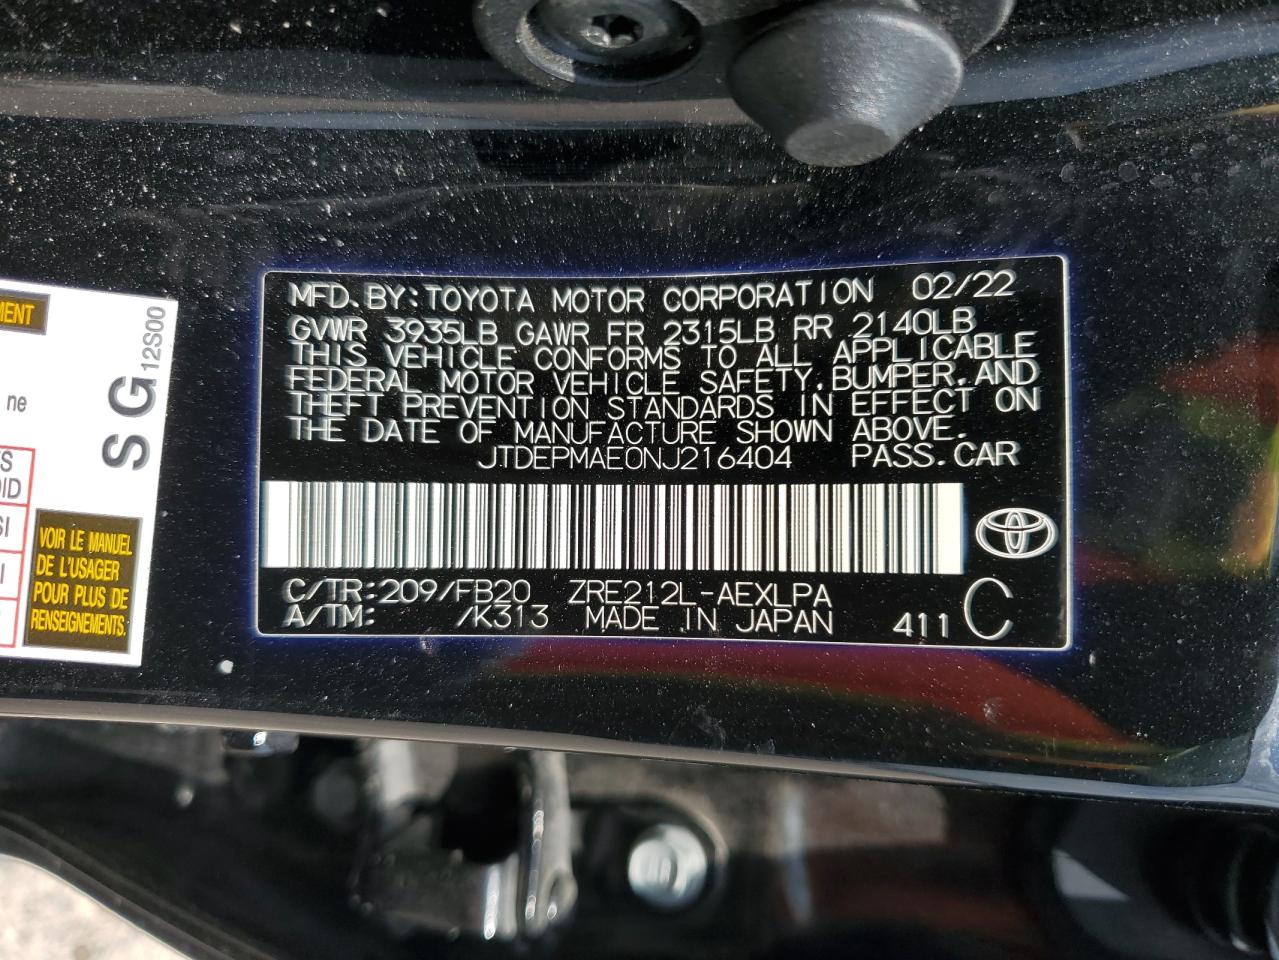 MFD.BY:TOYOTA MOTOR CORPORATION 02/22
GVWR 3935LB GAWR FR 2315LB RR 2140LB
THIS VEHICLE CONFORMS TO ALL APPLICABLE
FEDERAL MOTOR VEHICLE SAFETY,BUMPER,AND
THEFT PREVENTION STANDARDS IN EFFECT ON
THE DATE OF MANUFACTURE SHOWN ABOVE.
JTDEPMAE0NJ216404 PASS.CAR
C/TR:209/FB20 ZRE212L-AEXLPA
A/TM: /K313 MADE IN JAPAN 411 C
MENT
ne
SG 12S00
VOIR LE MANUEL
DE L'USAGER
POUR PLUS DE
RENSEIGNEMENTS.